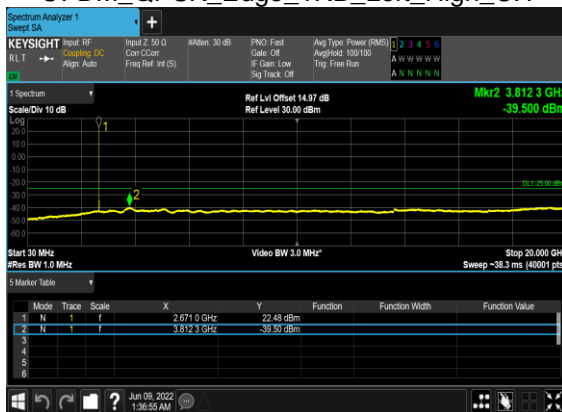 Spectrum Analyzer 1
Swept SA
+
KEYSIGHT Input: RF
RLT
Coupling: DC
Align: Auto
Input Z: 50 Ω
Corr CCorr
Freq Ref: Int (S)
#Atten: 30 dB
PNO: Fast
Gate: Off
IF Gain: Low
Sig Track: Off
Avg Type: Power (RMS)
Avg|Hold: 100/100
Trig: Free Run
1 2 3 4 5 6
A W W W W W
A N N N N N
LU
1 Spectrum
Scale/Div 10 dB
Ref Lvl Offset 14.97 dB
Ref Level 30.00 dBm
Mkr2 3.812 3 GHz
-39.500 dBm
Log
20.0
10.0
0.00
-10.0
-20.0
-30.0
-40.0
-50.0
-60.0
1
2
Start 30 MHz
#Res BW 1.0 MHz
Video BW 3.0 MHz*
Stop 20.000 GH
Sweep ~38.3 ms (40001 pts
5 Marker Table
Mode Trace Scale X Y Function Function Width Function Value
1 N 1 f 2.671 0 GHz 22.48 dBm
2 N 1 f 3.812 3 GHz -39.50 dBm
3
4
5
6
?
Jun 09, 2022
1:36:55 AM